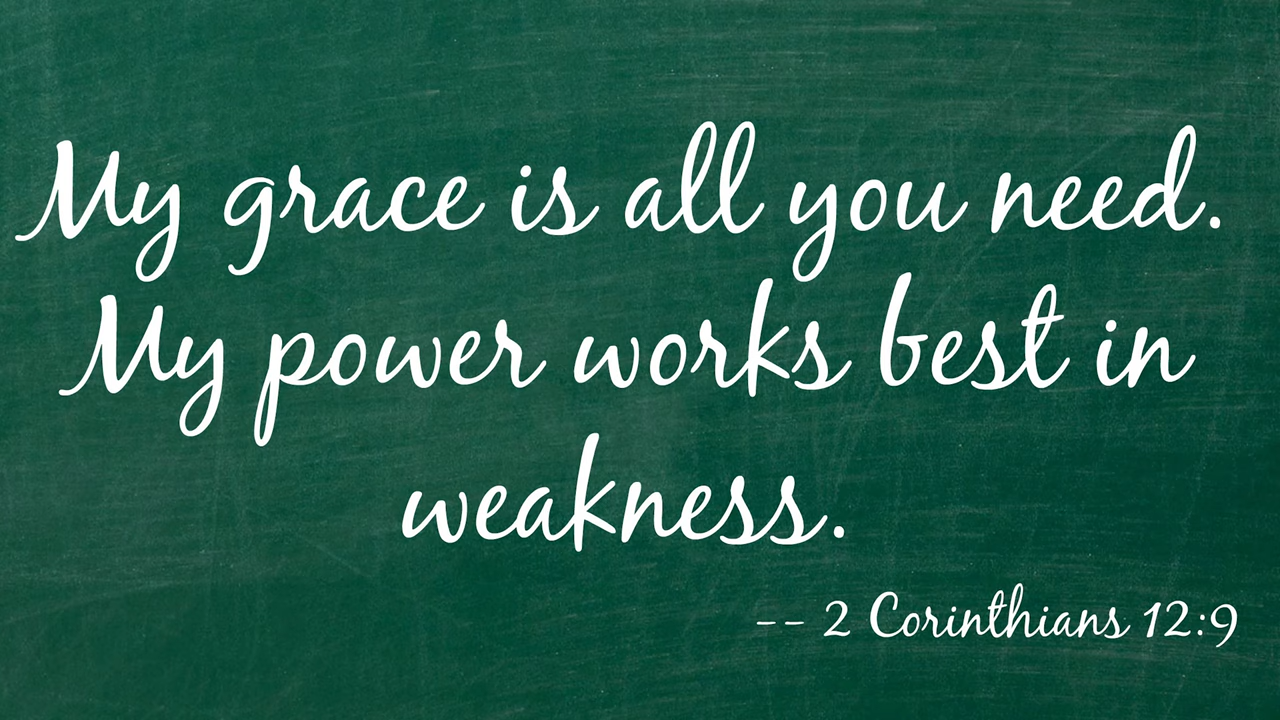 My grace is all you need.
My power works best in
weakness.
-- 2 Corinthians 12:9